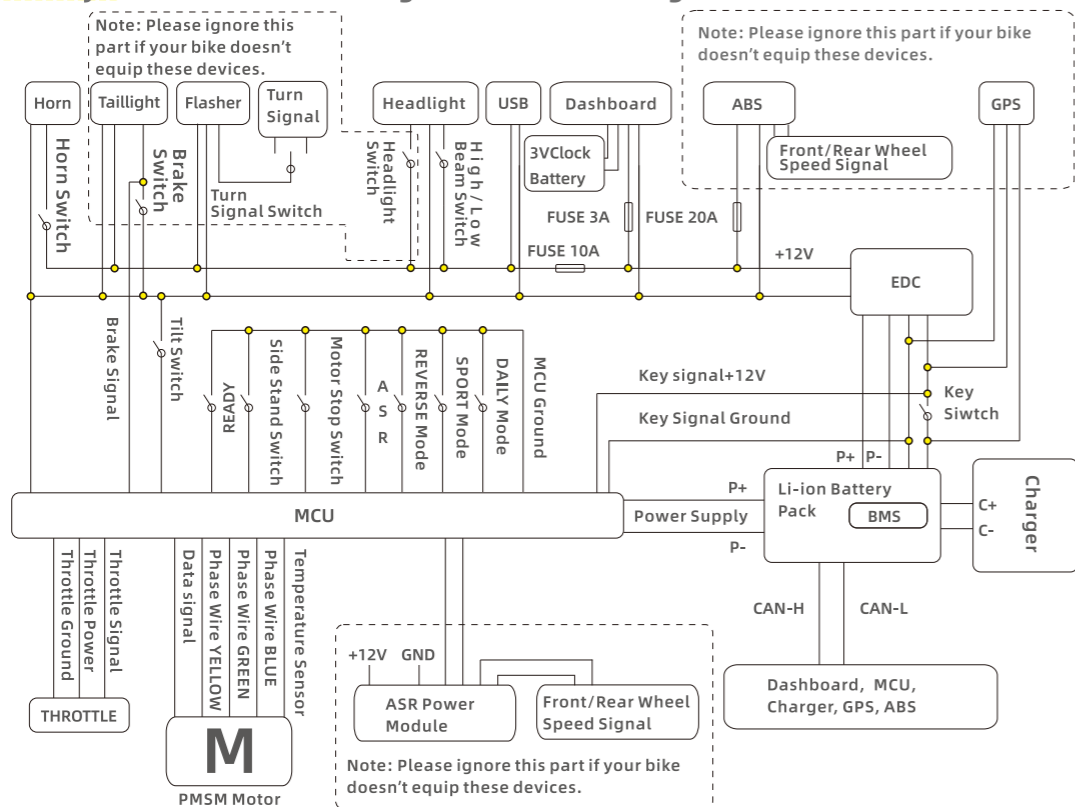 Note: Please ignore this
part if your bike doesn't
equip these devices.
Note: Please ignore this part if your bike
doesn't equip these devices.
Horn
Taillight
Flasher
Turn
Signal
Headlight
USB
Dashboard
ABS
GPS
Horn Switch
Brake
Switch
Turn
Signal Switch
Headlight
Switch
High/Low
Beam Switch
3VClock
Battery
Front/Rear Wheel
Speed Signal
FUSE 3A
FUSE 20A
FUSE 10A
+12V
EDC
Brake Signal
Tilt Switch
READY
Side Stand Switch
Motor Stop Switch
A S R
REVERSE Mode
SPORT Mode
DAILY MODE
MCU Ground
Key signal+12V
Key Signal Ground
Key
Siwtch
P+ P-
MCU
P+
Power Supply
P-
Li-ion Battery
Pack
BMS
C+
C-
Charger
Throttle Ground
Throttle Power
Throttle Signal
Data signal
Phase Wire YELLOW
Phase Wire GREEN
Phase Wire BLUE
Temperature Sensor
CAN-H
CAN-L
THROTTLE
M
PMSM Motor
+12V GND
ASR Power
Module
Front/Rear Wheel
Speed Signal
Note: Please ignore this part if your bike
doesn't equip these devices.
Dashboard, MCU,
Charger, GPS, ABS